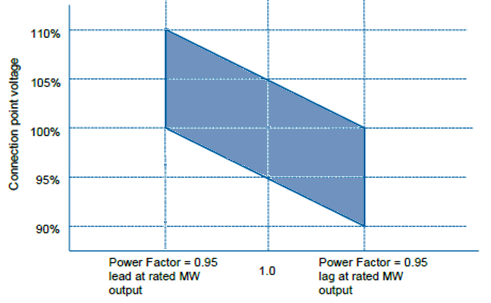 110%
105%
100%
95%
90%
Connection point voltage
Power Factor = 0.95
lead at rated MW
output
1.0
Power Factor = 0.95
lag at rated MW
output